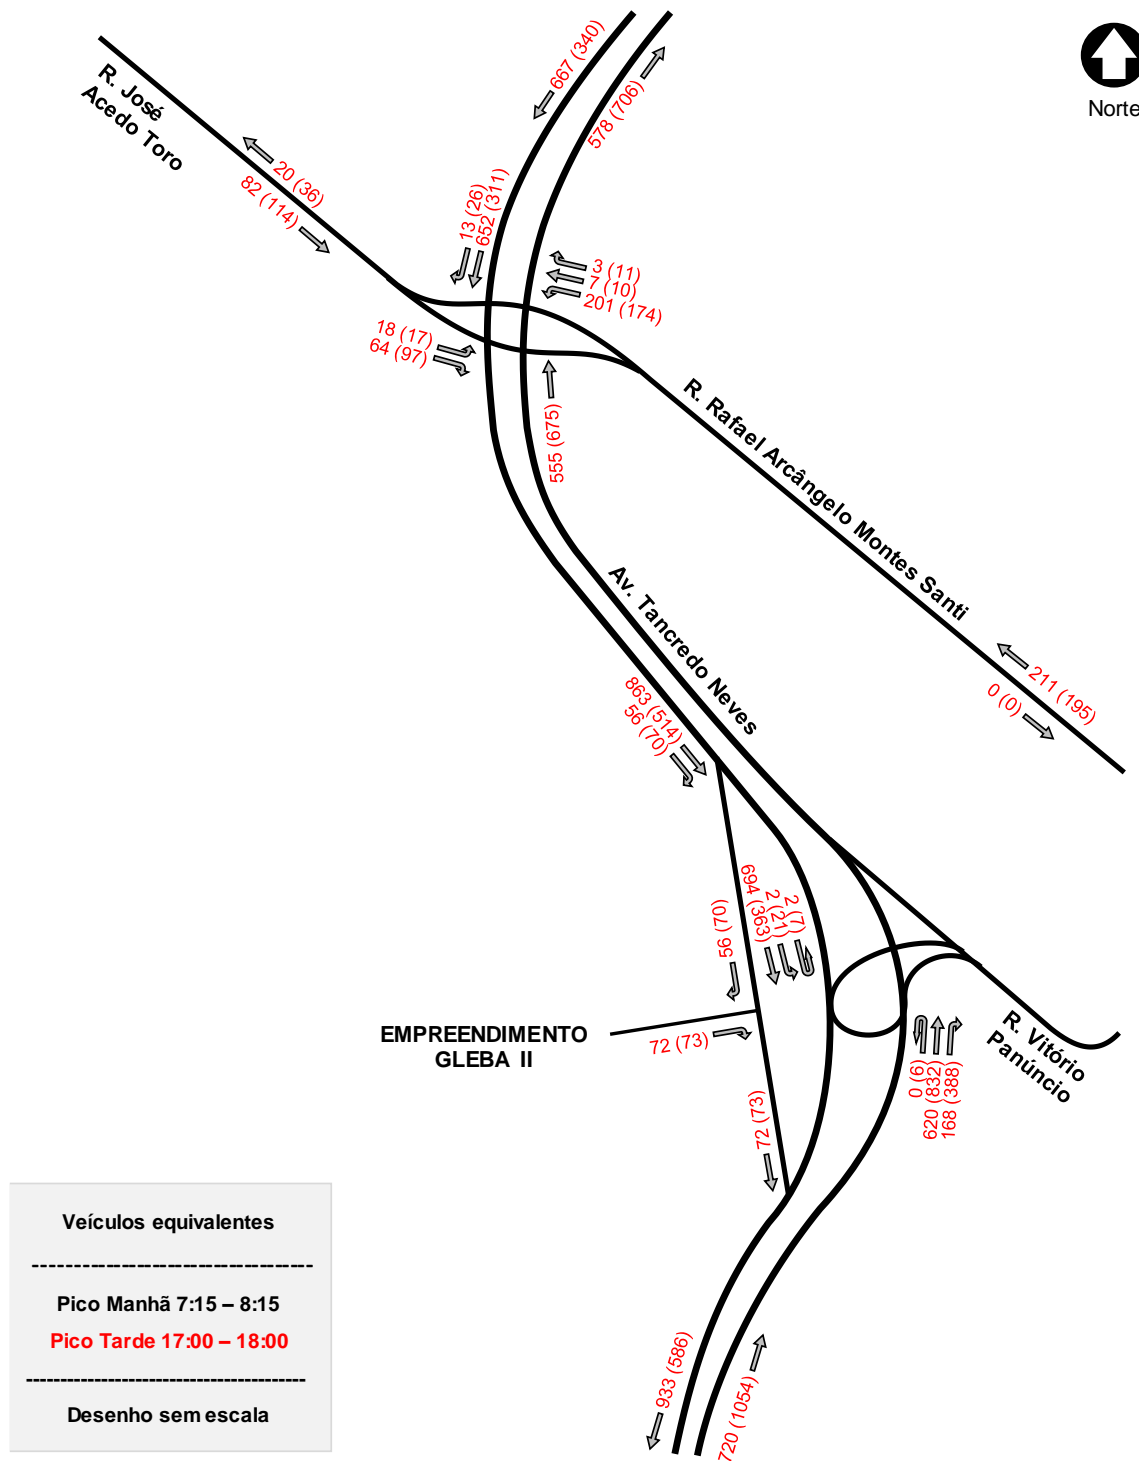 667 (340)
578 (706)
Norte
R. José
Acedo Toro
20 (36)
82 (114)
13 (26)
652 (311)
3 (11)
7 (10)
201 (174)
18 (17)
64 (97)
555 (675)
R. Rafael Arcângelo Montes Santi
Av. Tancredo Neves
211 (195)
0 (0)
863 (514)
56 (70)
694 (363)
2 (21)
2 (7)
56 (70)
EMPREENDIMENTO
GLEBA II
72 (73)
72 (73)
0 (6)
620 (832)
168 (388)
R. Vitório
Panúncio
933 (586)
720 (1054)
Veículos equivalentes
Pico Manhã 7:15 – 8:15
Pico Tarde 17:00 – 18:00
Desenho sem escala